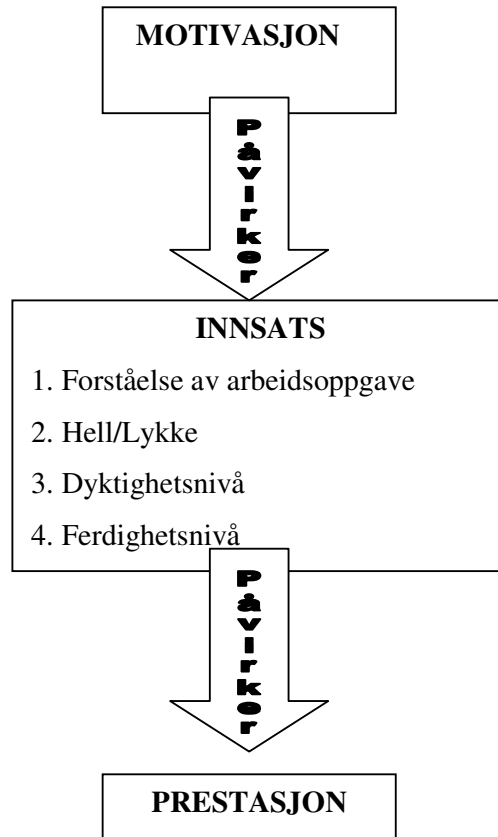 MOTIVASJON
Påvirker
INNSATS
1. Forståelse av arbeidsoppgave
2. Hell/Lykke
3. Dyktighetsnivå
4. Ferdighetsnivå
Påvirker
PRESTASJON